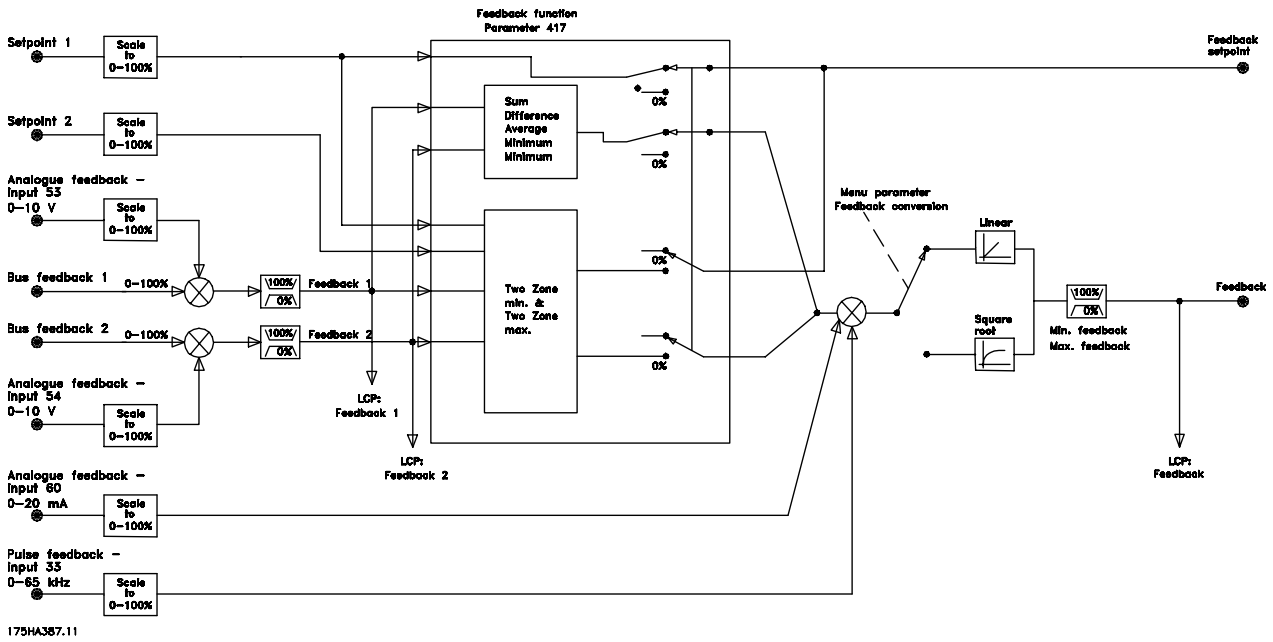 Feedback function
Parameter 417
Setpoint 1
Scale
to
0-100%
Feedback
setpoint
0%
Sum
Difference
Average
Minimum
Minimum
Setpoint 2
Scale
to
0-100%
0%
Analogue feedback -
input 53
0-10 V
Scale
to
0-100%
Menu parameter
Feedback conversion
Linear
0%
Bus feedback 1
0-100%
100%
0%
Feedback 1
Two Zone
min. &
Two Zone
max.
100%
0%
Feedback
Bus feedback 2
0-100%
100%
0%
Feedback 2
Square
root
Min. feedback
Max. feedback
0%
Analogue feedback -
input 54
0-10 V
Scale
to
0-100%
LCP:
Feedback 1
LCP:
Feedback 2
LCP:
Feedback
Analogue feedback -
input 60
0-20 mA
Scale
to
0-100%
Pulse feedback -
input 33
0-65 kHz
Scale
to
0-100%
175HA387.11